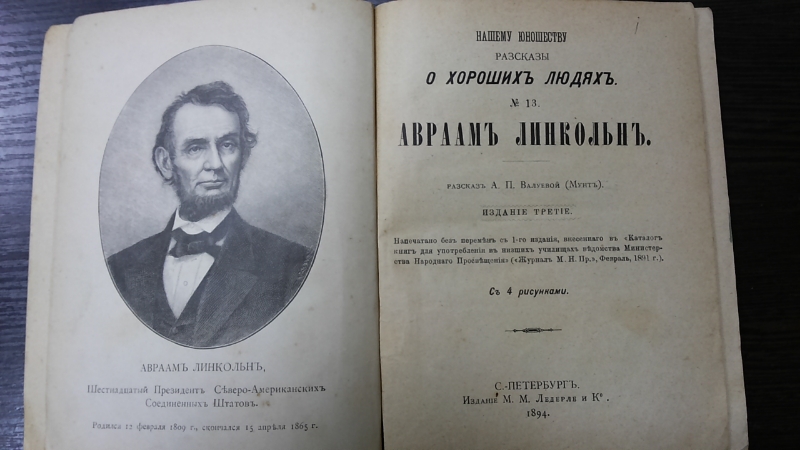 АВРААМЪ ЛИНКОЛЬНЪ,
Шестнадцатый Президентъ Сѣверо-Американскихъ
Соединенныхъ Штатовъ.
Родился 12 февраля 1809 г., скончался 15 апрѣля 1865 г.
НАШЕМУ ЮНОШЕСТВУ
РАЗСКАЗЫ
О ХОРОШИХЪ ЛЮДЯХЪ.
№ 13.
АВРААМЪ ЛИНКОЛЬНЪ.
РАЗСКАЗЪ А. П. ВАЛУЕВОЙ (МУНТЪ).
ИЗДАНІЕ ТРЕТІЕ.
Напечатано безъ перемѣнъ съ 1-го изданія, внесеннаго въ «Каталогъ
книгъ для употребленія въ низшихъ училищахъ вѣдомства Министер-
ства Народнаго Просвѣщенія» («Журналъ М. Н. Пр.», Февраль, 1891 г.).
Съ 4 рисунками.
С.-ПЕТЕРБУРГЪ.
ИЗДАНІЕ М. М. ЛЕДЕРЛЕ и К°.
1894.